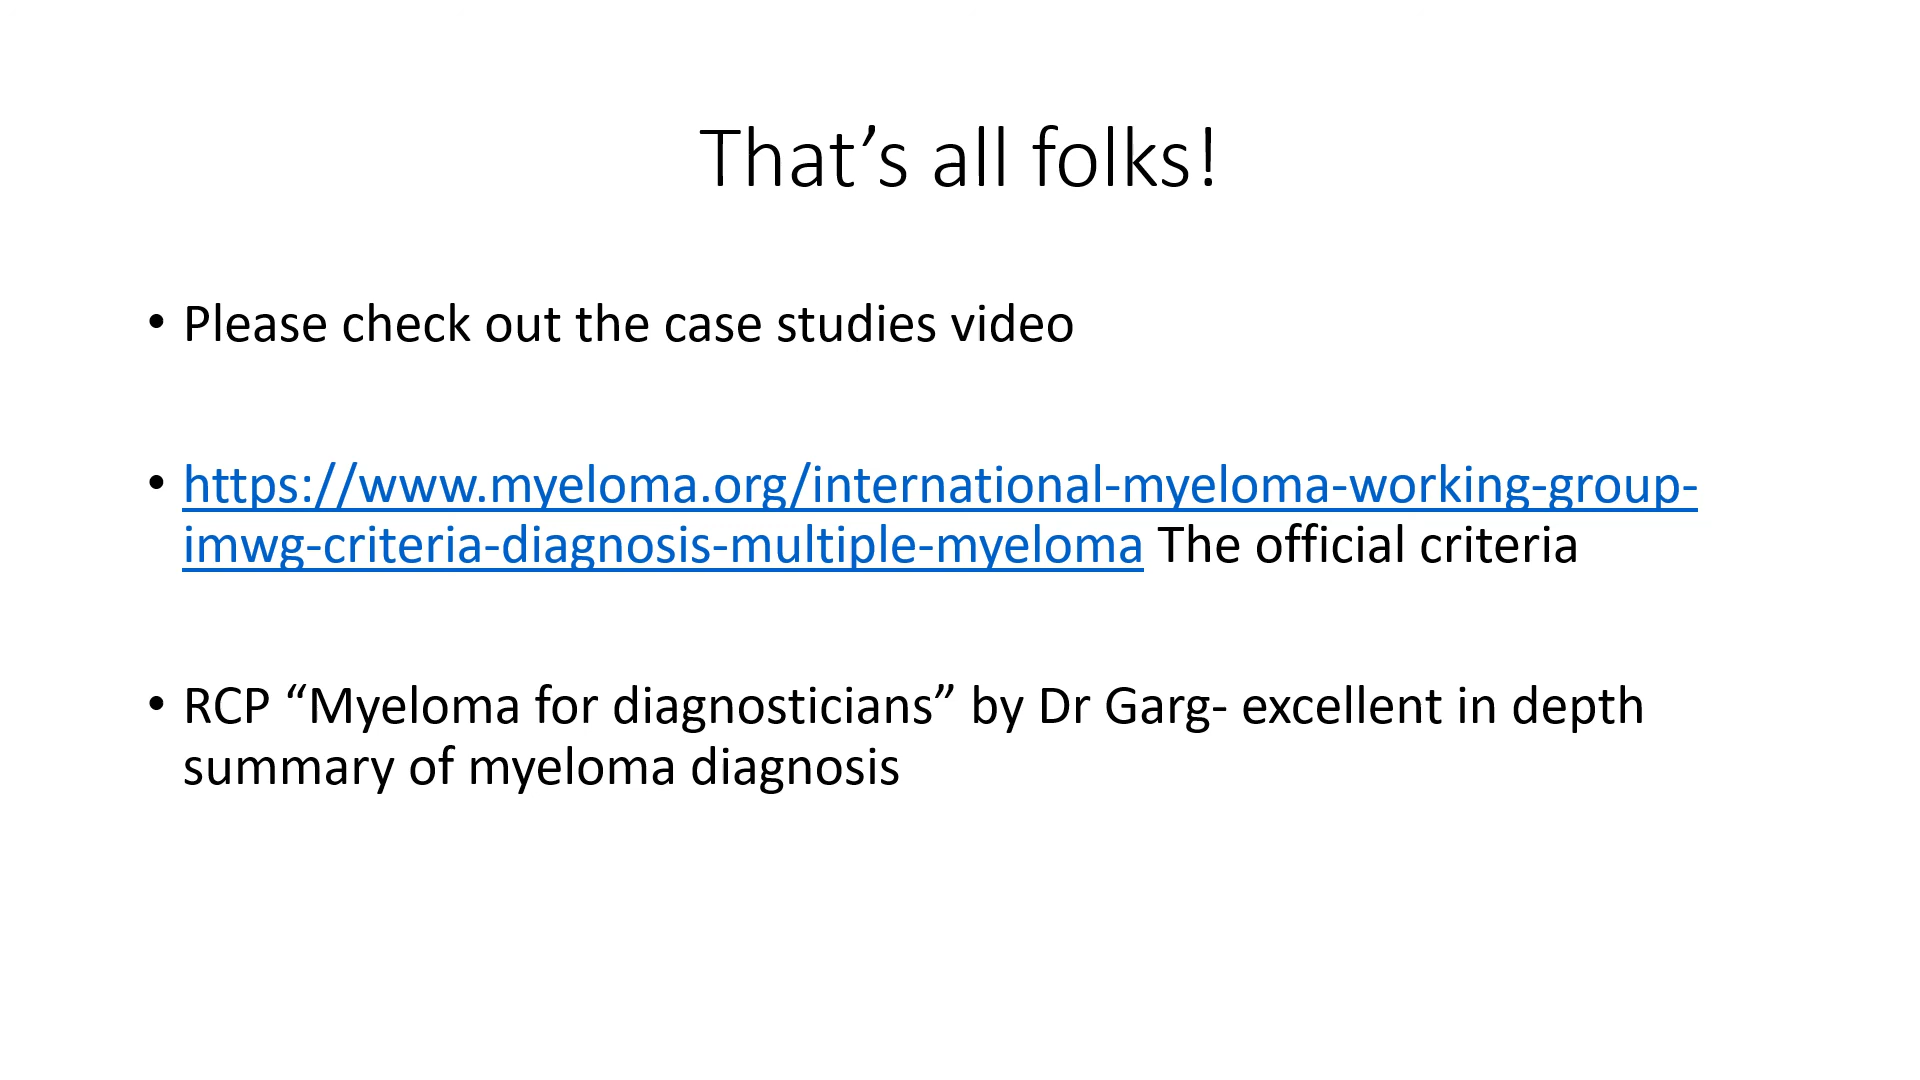 That’s all folks!
• Please check out the case studies video
• https://www.myeloma.org/international-myeloma-working-group-
imwg-criteria-diagnosis-multiple-myeloma The official criteria
• RCP “Myeloma for diagnosticians” by Dr Garg- excellent in depth
summary of myeloma diagnosis